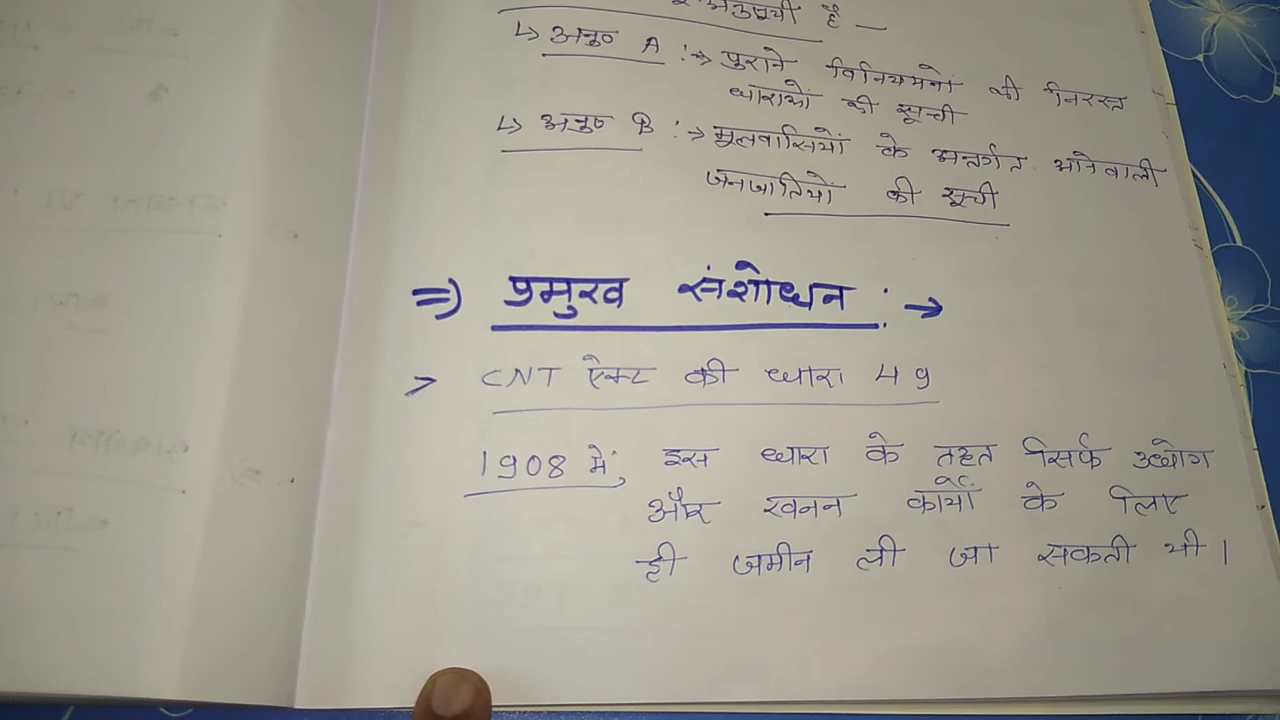 अनुसूची है —
↳ अनु० A :→ पुराने विनियमनों की निरस्त
धाराओं की सूची
↳ अनु० B :→ मूलवासियों के अन्तर्गत आनेवाली
जनजातियों की सूची
⇒ प्रमुख संशोधन :→
> CNT ऐक्ट की धारा 49
1908 में, इस धारा के तहत सिर्फ उद्योग
और खनन कार्यों के लिए
ही जमीन ली जा सकती थी।